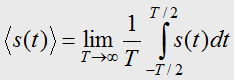 ⟨s(t)⟩ = lim_{T→∞} 1/T ∫_{-T/2}^{T/2} s(t)dt